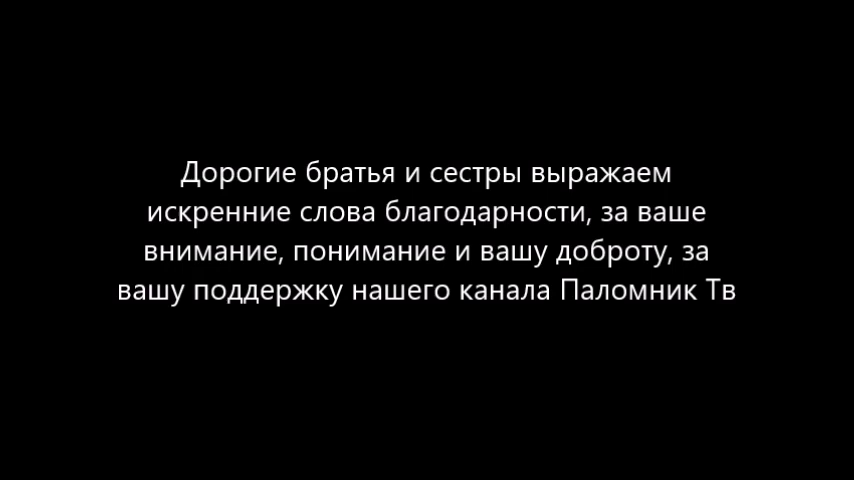 Дорогие братья и сестры выражаем
искренние слова благодарности, за ваше
внимание, понимание и вашу доброту, за
вашу поддержку нашего канала Паломник Тв